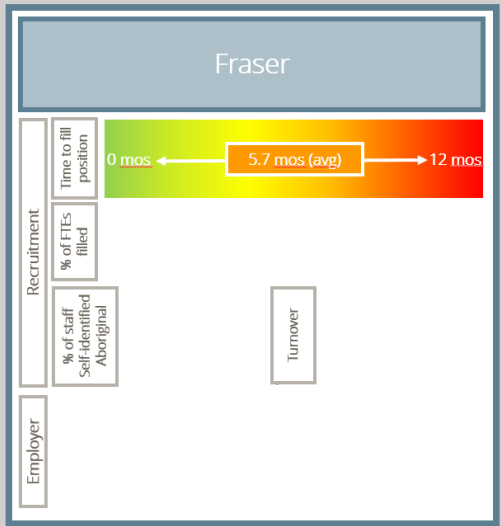 Fraser
Recruitment
Time to fill
position
0 mos
5.7 mos (avg)
12 mos
% of FTEs
filled
% of staff
Self-identified
Aboriginal
Turnover
Employer